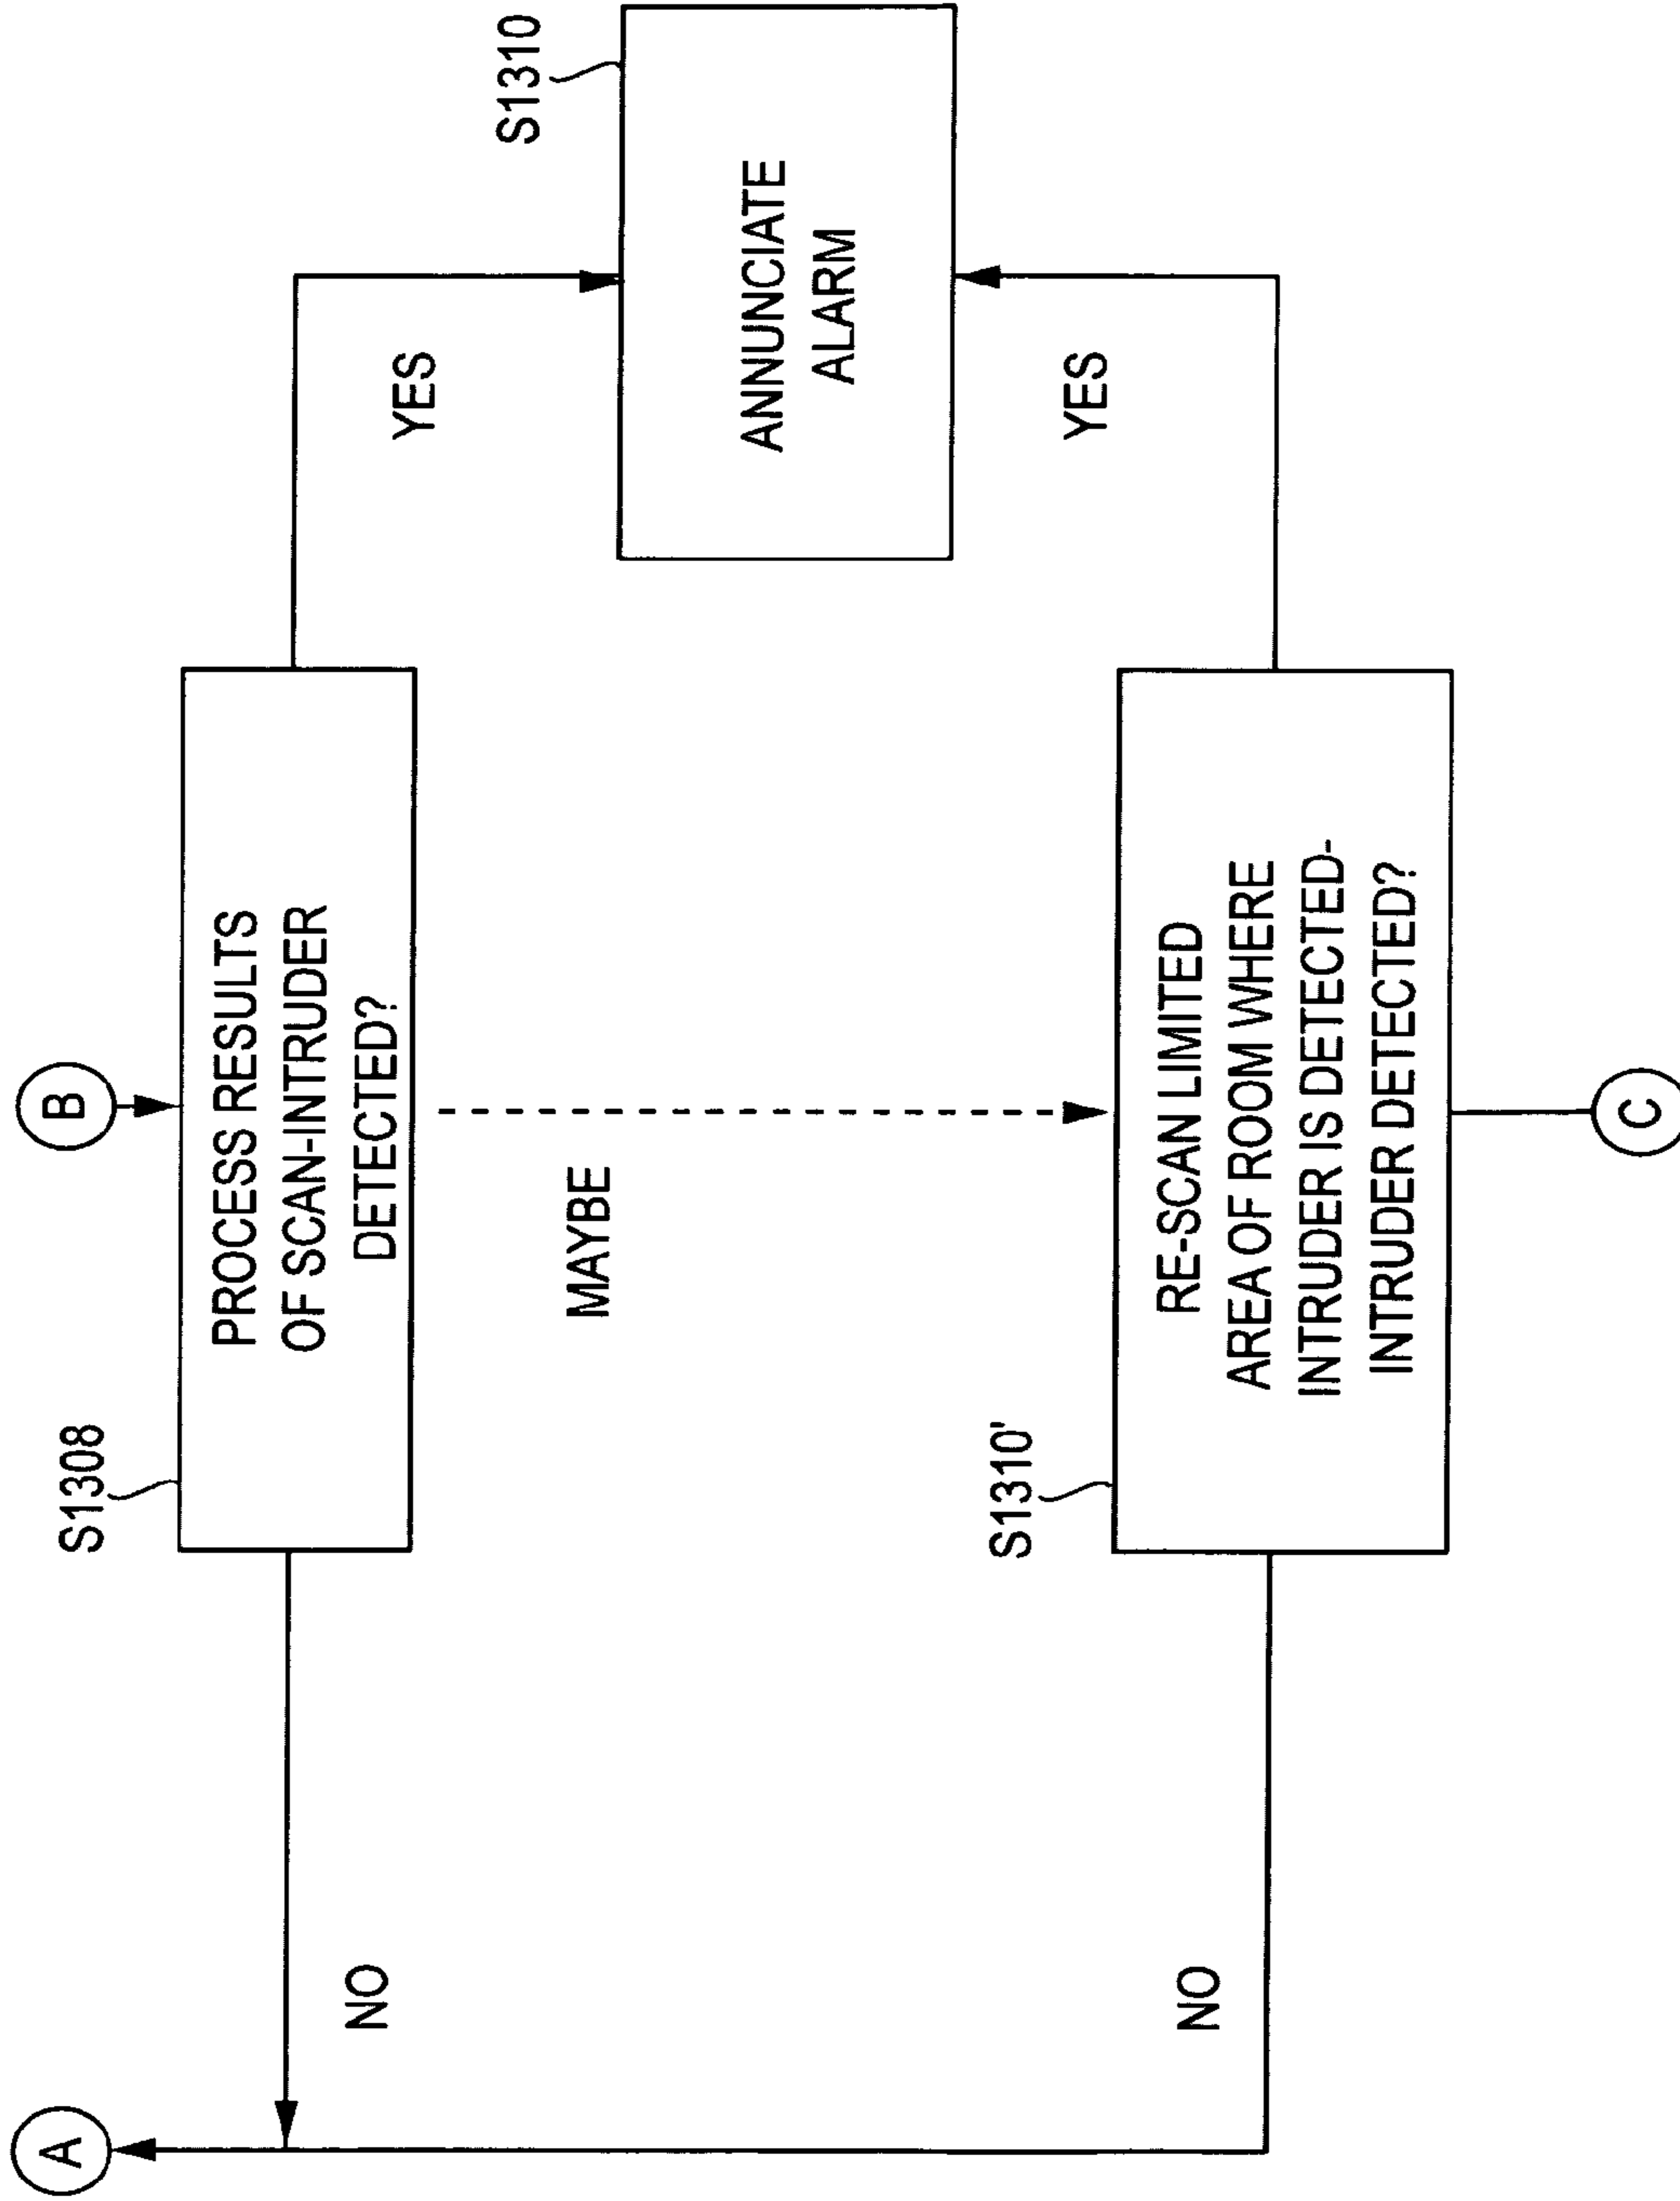 A
B
S1308
PROCESS RESULTS
OF SCAN-INTRUDER
DETECTED?
NO
YES
S1310
ANNUNCIATE
ALARM
MAYBE
S1310'
RE-SCAN LIMITED
AREA OF ROOM WHERE
INTRUDER IS DETECTED-
INTRUDER DETECTED?
NO
YES
C